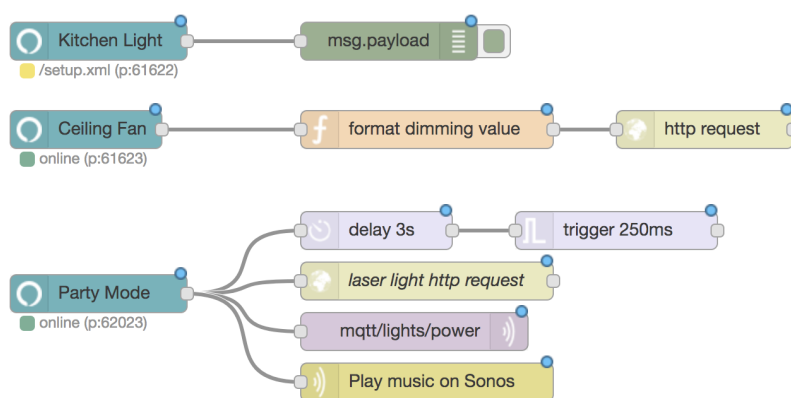 Kitchen Light
msg.payload
/setup.xml (p:61622)
Ceiling Fan
format dimming value
http request
online (p:61623)
delay 3s
trigger 250ms
laser light http request
Party Mode
online (p:62023)
mqtt/lights/power
Play music on Sonos